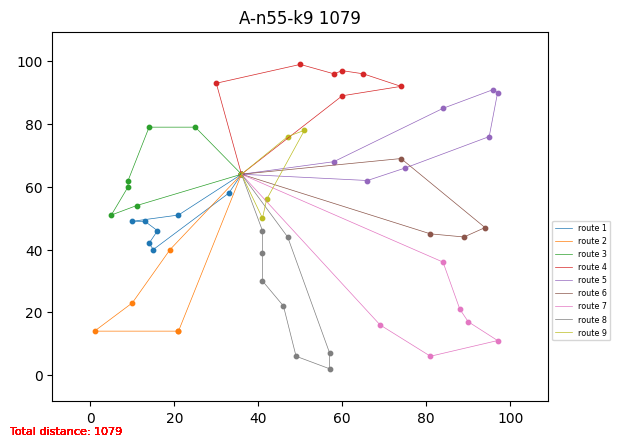 A-n55-k9 1079
100
80
60
40
20
0
0 20 40 60 80 100
route 1
route 2
route 3
route 4
route 5
route 6
route 7
route 8
route 9
Total distance: 1079